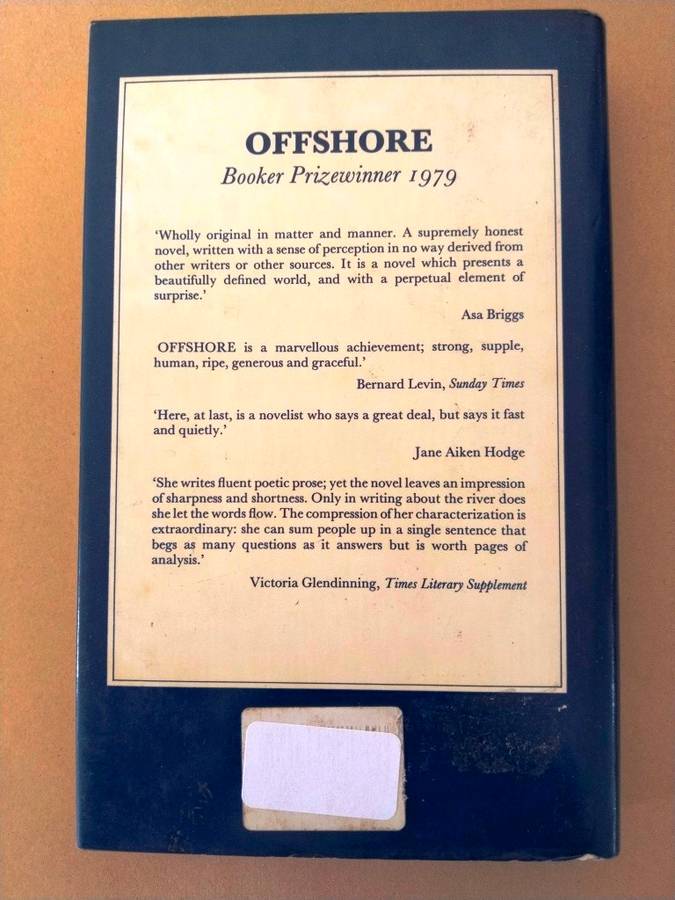 OFFSHORE
Booker Prizewinner 1979
‘Wholly original in matter and manner. A supremely honest
novel, written with a sense of perception in no way derived from
other writers or other sources. It is a novel which presents a
beautifully defined world, and with a perpetual element of
surprise.’
Asa Briggs
OFFSHORE is a marvellous achievement; strong, supple,
human, ripe, generous and graceful.’
Bernard Levin, Sunday Times
‘Here, at last, is a novelist who says a great deal, but says it fast
and quietly.’
Jane Aiken Hodge
‘She writes fluent poetic prose; yet the novel leaves an impression
of sharpness and shortness. Only in writing about the river does
she let the words flow. The compression of her characterization is
extraordinary: she can sum people up in a single sentence that
begs as many questions as it answers but is worth pages of
analysis.’
Victoria Glendinning, Times Literary Supplement